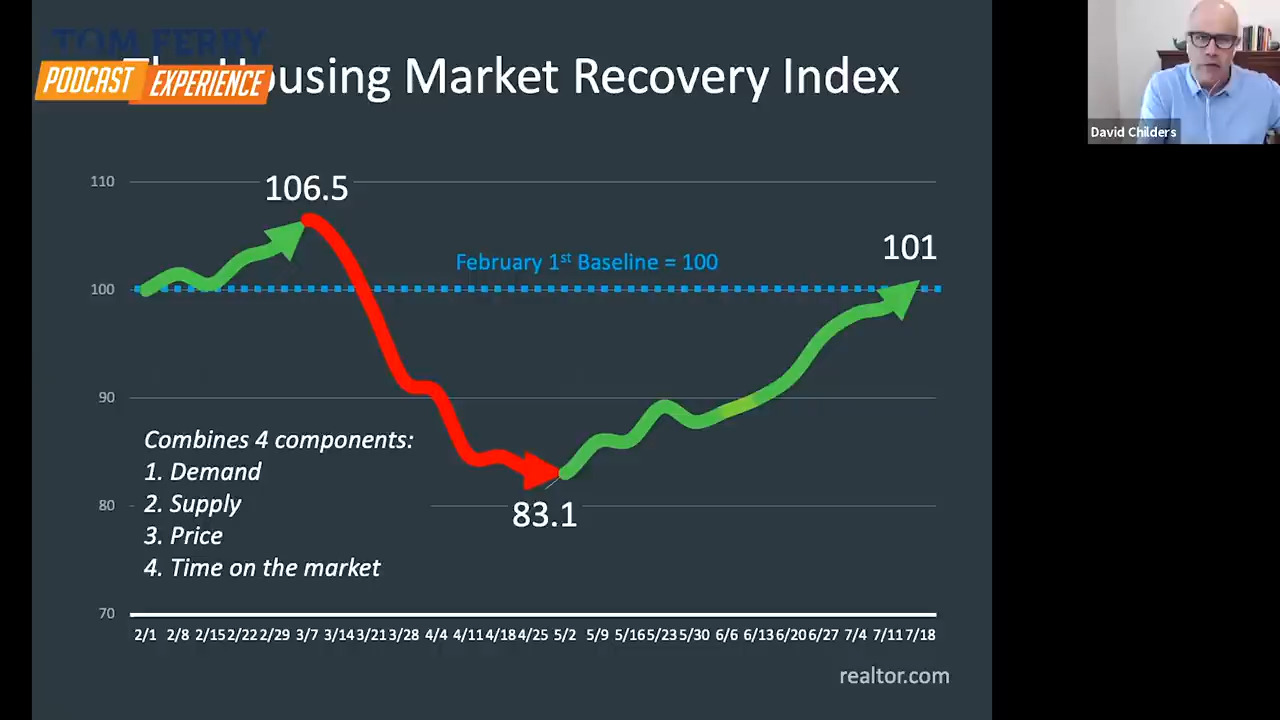 TOM FERRY
PODCAST EXPERIENCE
The Housing Market Recovery Index
David Childers
110
106.5
101
February 1st Baseline = 100
100
90
Combines 4 components:
1. Demand
2. Supply
3. Price
4. Time on the market
80
83.1
70
2/1 2/8 2/15 2/22 2/29 3/7 3/14 3/21 3/28 4/4 4/11 4/18 4/25 5/2 5/9 5/16 5/23 5/30 6/6 6/13 6/20 6/27 7/4 7/11 7/18
realtor.com